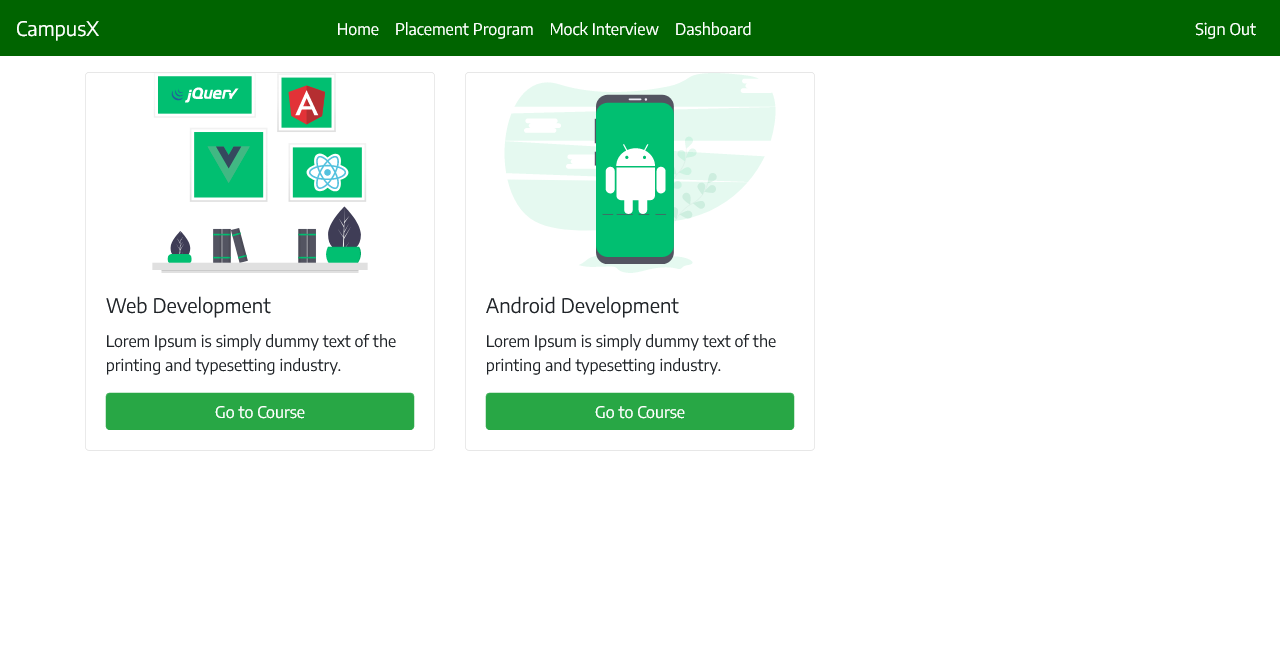 CampusX Home Placement Program Mock Interview Dashboard Sign Out
jQuery
A
Web Development
Lorem Ipsum is simply dummy text of the
printing and typesetting industry.
Go to Course
Android Development
Lorem Ipsum is simply dummy text of the
printing and typesetting industry.
Go to Course